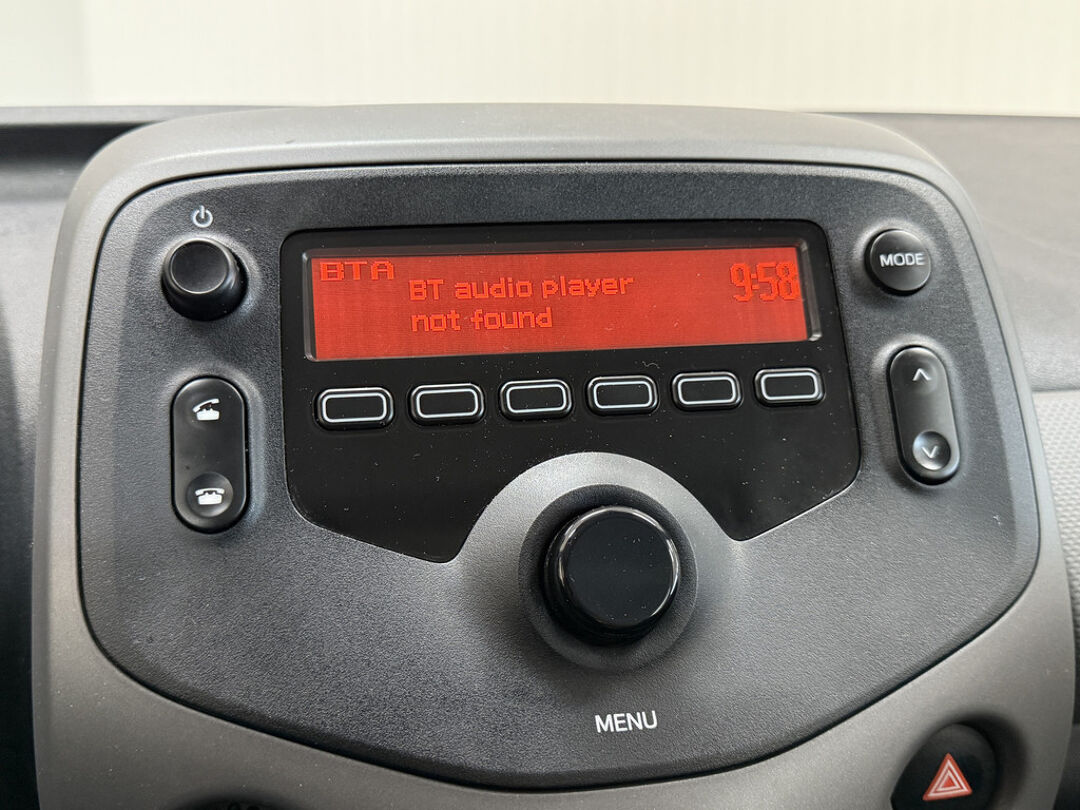 BTA
BT audio player
not found
9:58
MODE
MENU